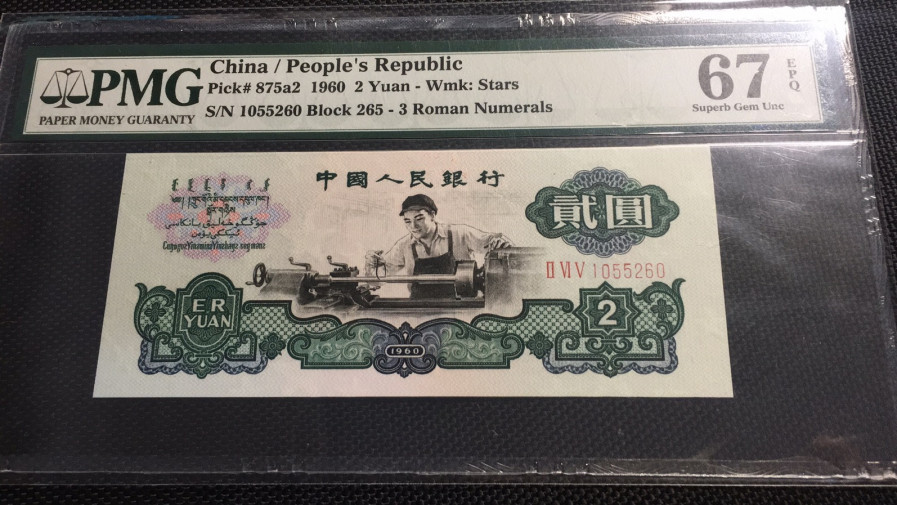 PMG
PAPER MONEY GUARANTY
China / People's Republic
Pick# 875a2 1960 2 Yuan - Wmk: Stars
S/N 1055260 Block 265 - 3 Roman Numerals
67 EPQ
Superb Gem Unc
中國人民銀行
貳圓
Ⅱ Ⅵ Ⅴ 1055260
ER
YUAN
1960
2